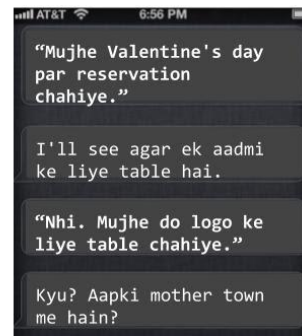 AT&T 6:56 PM
“Mujhe Valentine's day
par reservation
chahiye.”
I'll see agar ek aadmi
ke liye table hai.
“Nhi. Mujhe do logo ke
liye table chahiye.”
Kyu? Aapki mother town
me hain?